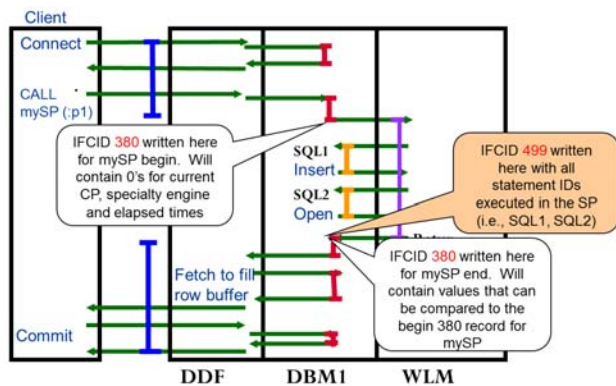 Client
Connect
CALL
mySP (:p1)
IFCID 380 written here
for mySP begin. Will
contain 0's for current
CP, specialty engine
and elapsed times
SQL1
Insert
SQL2
Open
IFCID 499 written
here with all
statement IDs
executed in the SP
(i.e., SQL1, SQL2)
IFCID 380 written here
for mySP end. Will
contain values that can
be compared to the
begin 380 record for
mySP
Fetch to fill
row buffer
Commit
DDF
DBM1
WLM